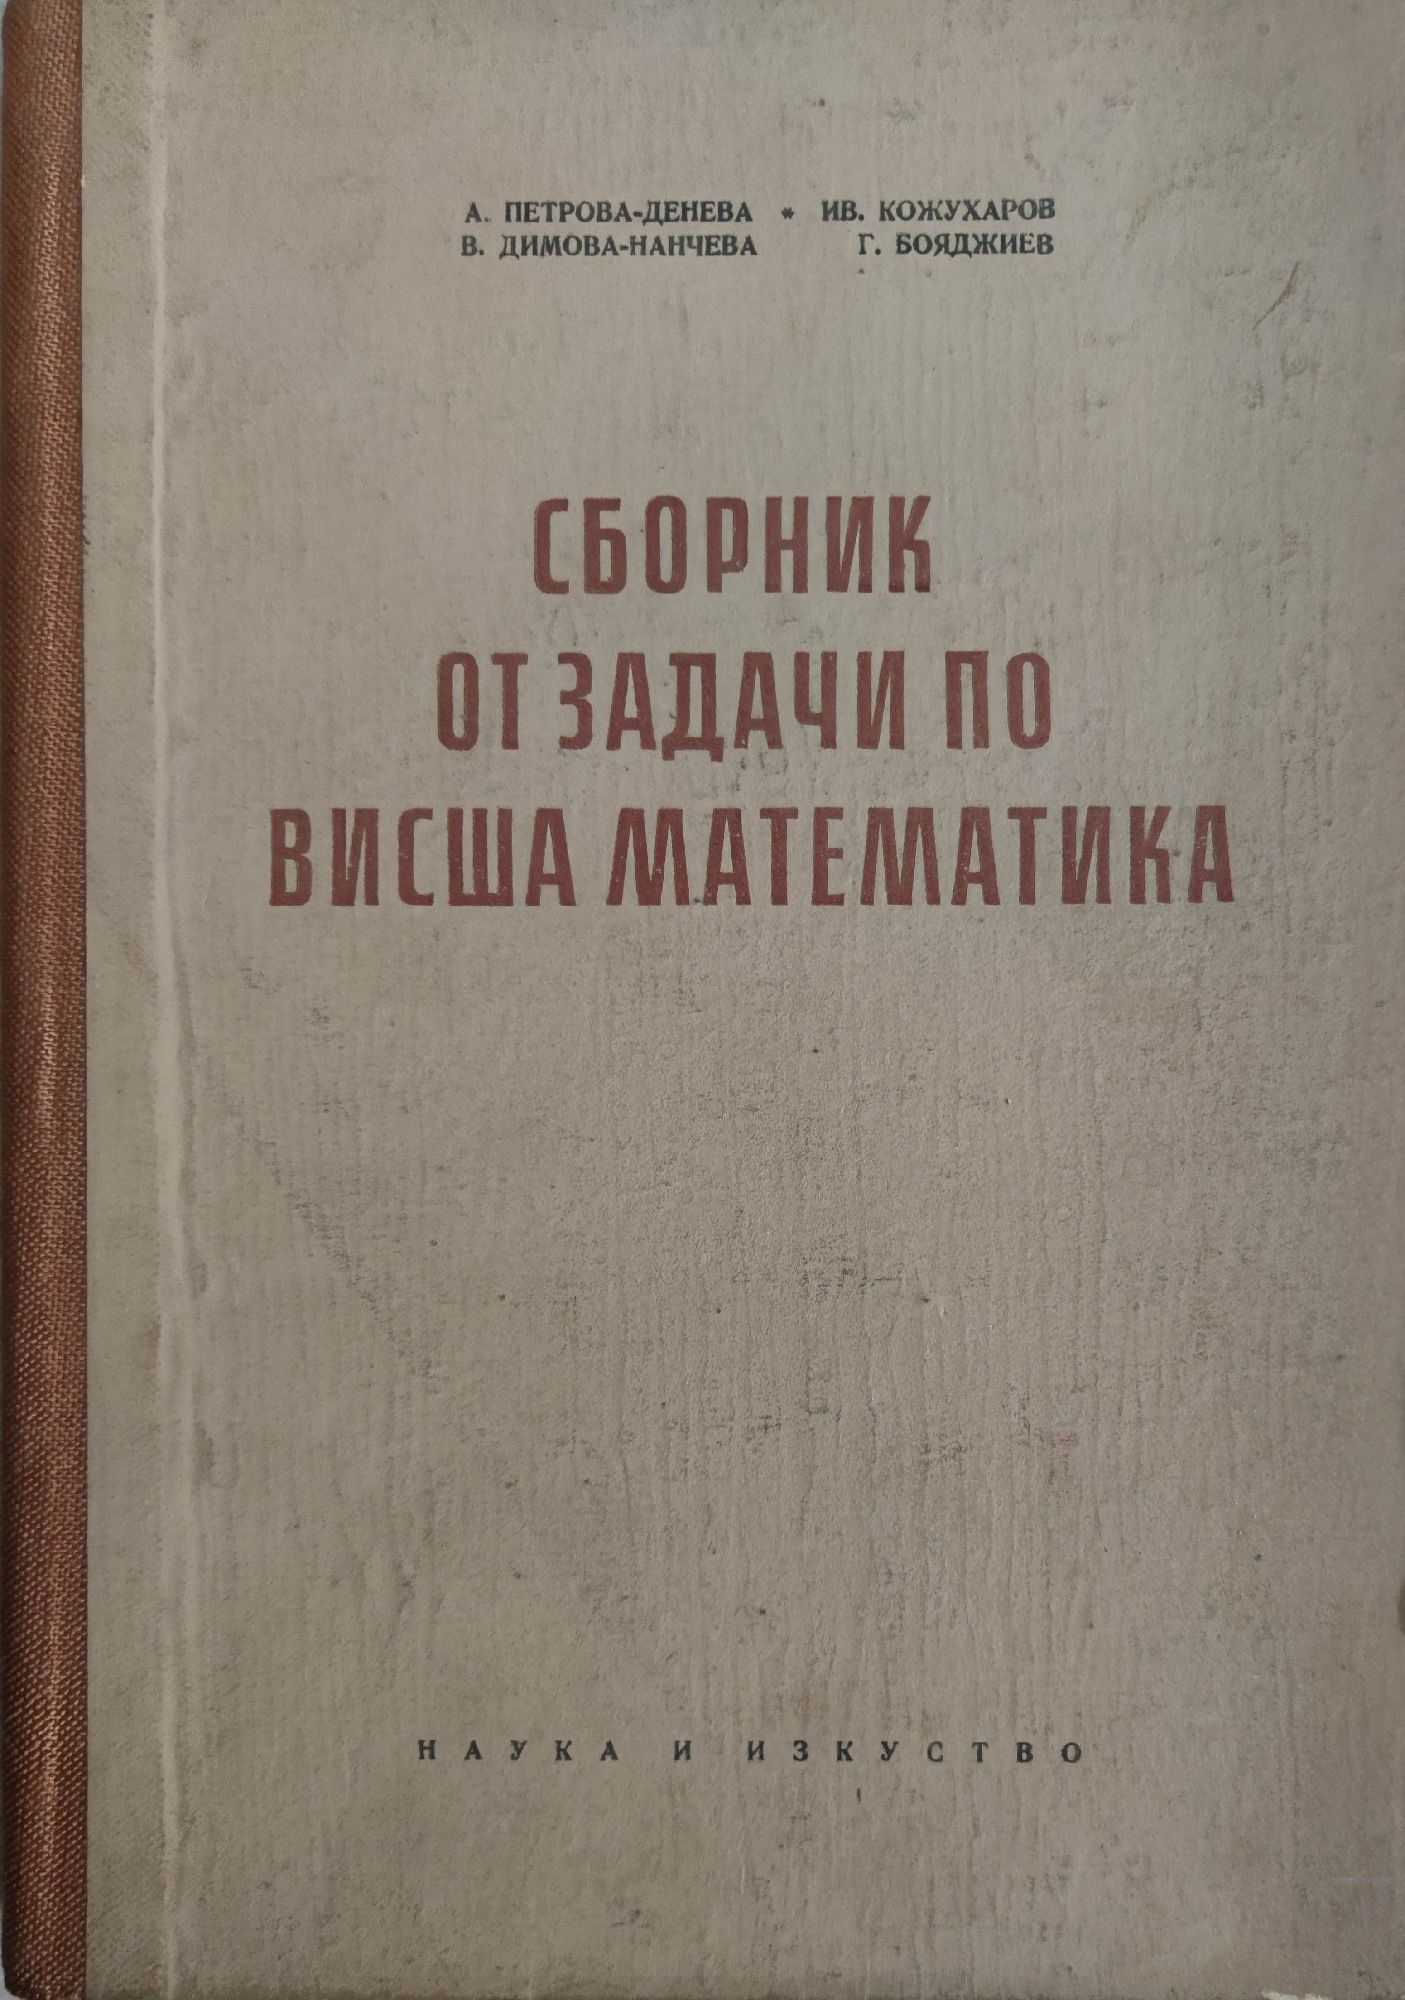 А. ПЕТРОВА-ДЕНЕВА * ИВ. КОЖУХАРОВ
В. ДИМОВА-НАНЧЕВА Г. БОЯДЖИЕВ
СБОРНИК
ОТ ЗАДАЧИ ПО
ВИСША МАТЕМАТИКА
НАУКА И ИЗКУСТВО